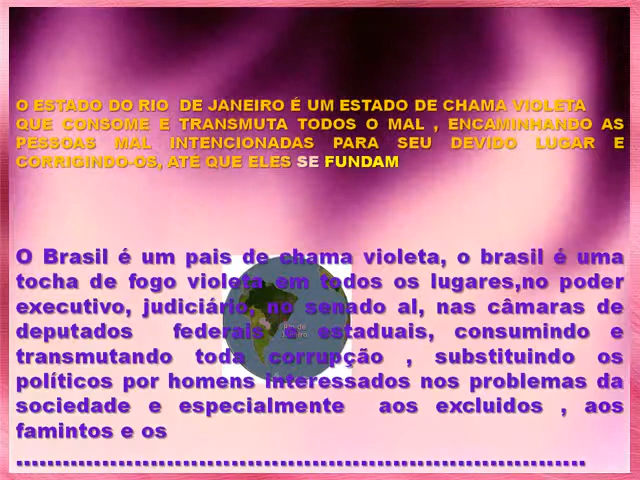 O ESTADO DO RIO DE JANEIRO É UM ESTADO DE CHAMA VIOLETA
QUE CONSOME E TRANSMUTA TODOS O MAL , ENCAMINHANDO AS
PESSOAS MAL INTENCIONADAS PARA SEU DEVIDO LUGAR E
CORRIGINDO-OS, ATÉ QUE ELES SE FUNDAM
O Brasil é um pais de chama violeta, o brasil é uma
tocha de fogo violeta em todos os lugares,no poder
executivo, judiciário, no senado al, nas câmaras de
deputados federais e estaduais, consumindo e
Rio de
Janeiro
transmutando toda corrupção , substituindo os
políticos por homens interessados nos problemas da
sociedade e especialmente aos excluidos , aos
famintos e os
......................................................................